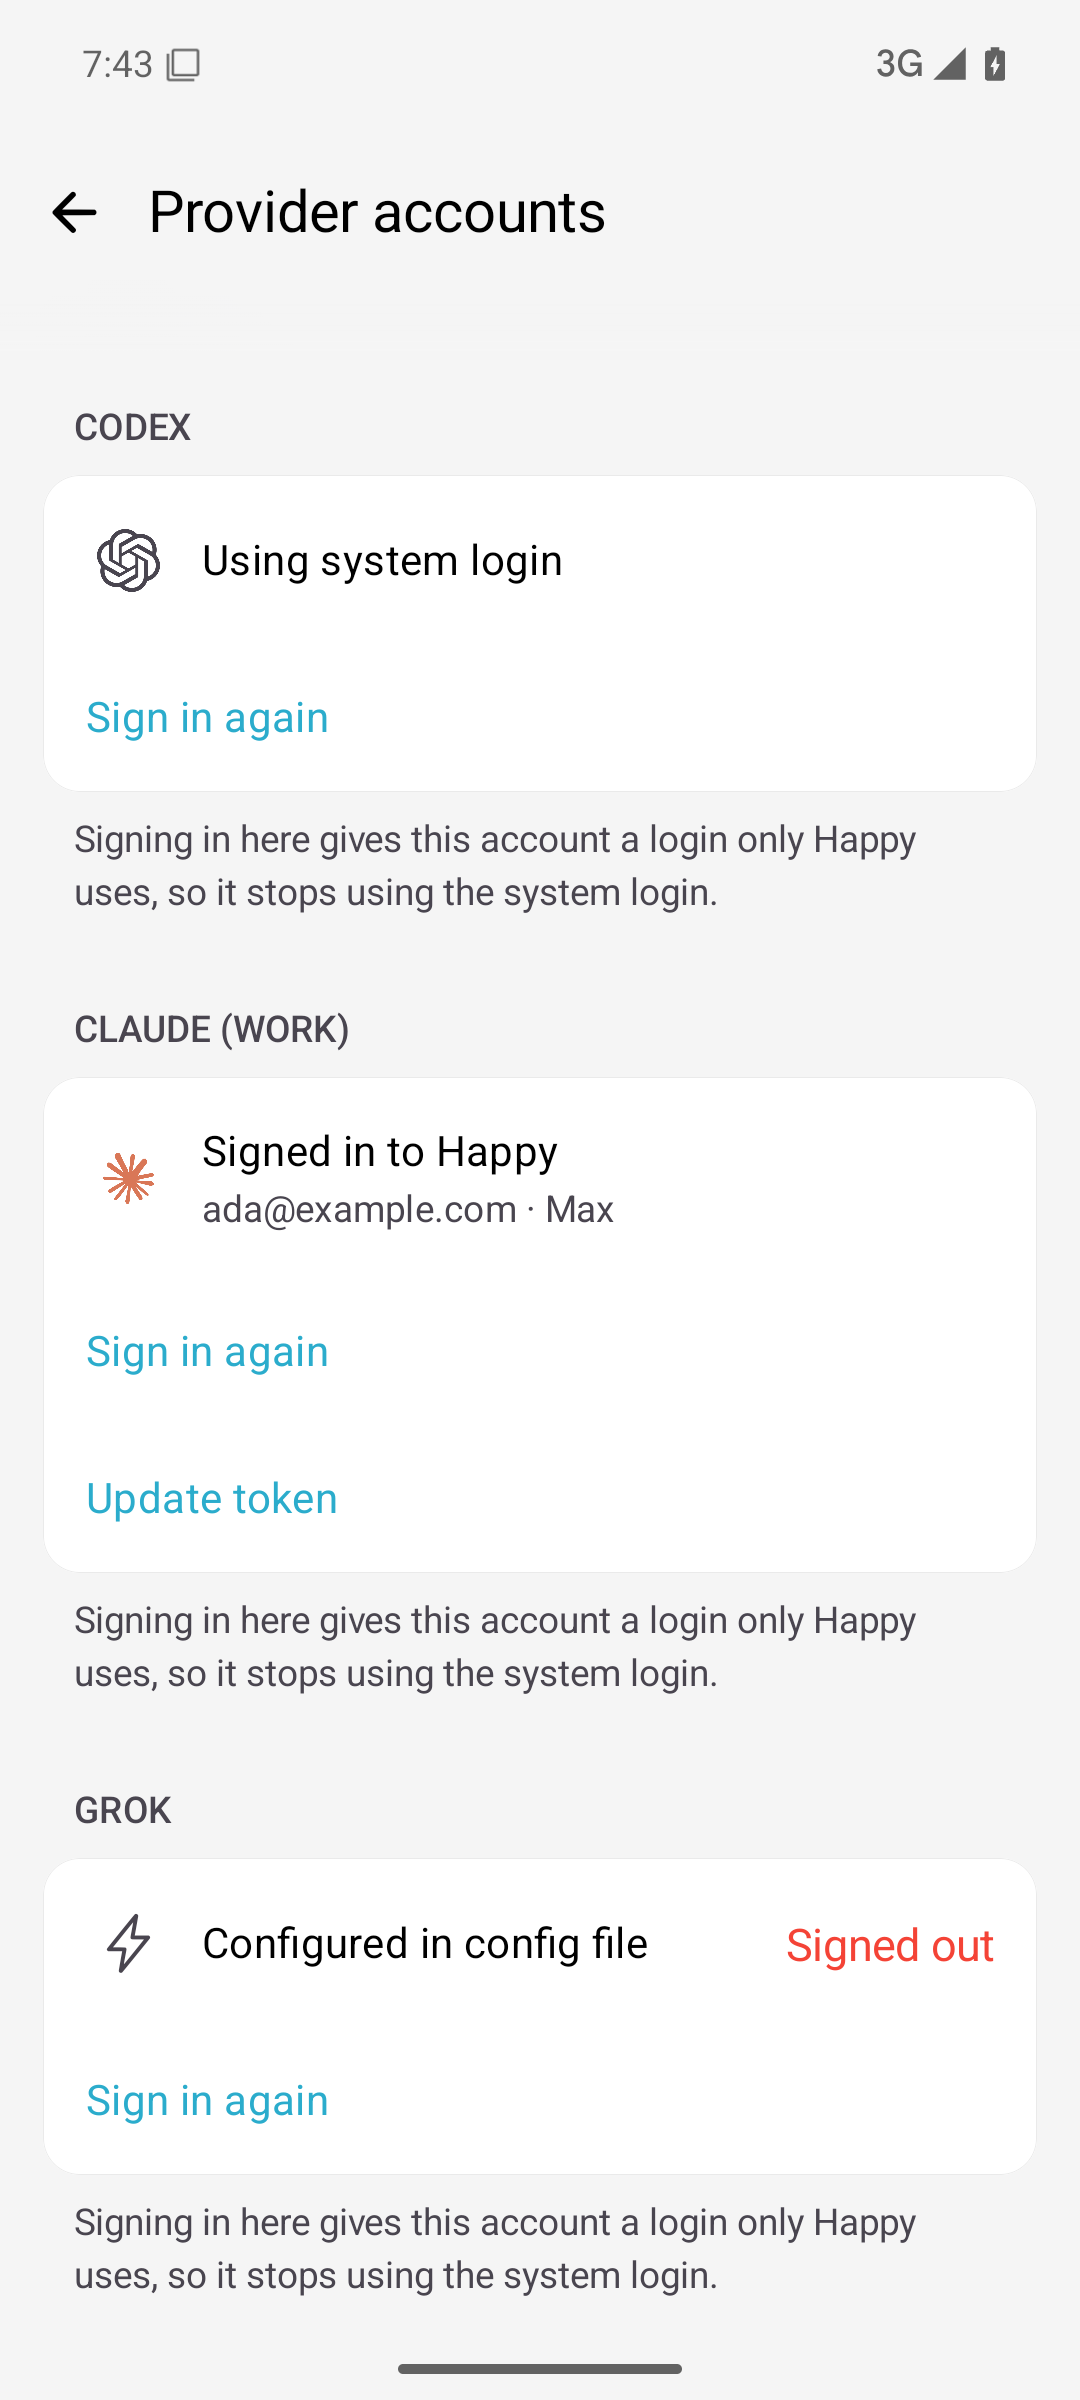 7:43
3G
Provider accounts
CODEX
Using system login
Sign in again
Signing in here gives this account a login only Happy
uses, so it stops using the system login.
CLAUDE (WORK)
Signed in to Happy
ada@example.com · Max
Sign in again
Update token
Signing in here gives this account a login only Happy
uses, so it stops using the system login.
GROK
Configured in config file
Signed out
Sign in again
Signing in here gives this account a login only Happy
uses, so it stops using the system login.